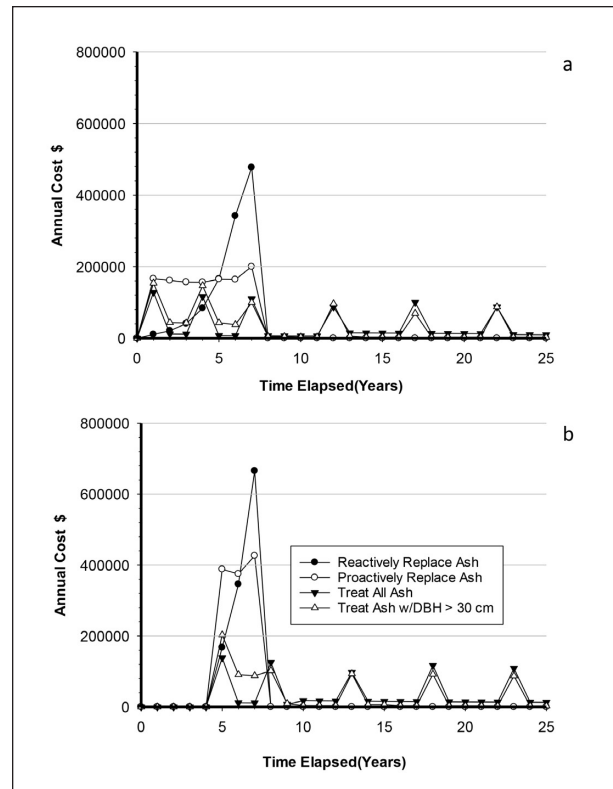 a
800000
600000
400000
200000
0
Annual Cost $
0 5 10 15 20 25
Time Elapsed(Years)
b
800000
600000
400000
200000
0
Annual Cost $
Reactively Replace Ash
Proactively Replace Ash
Treat All Ash
Treat Ash w/DBH > 30 cm
0 5 10 15 20 25
Time Elapsed(Years)